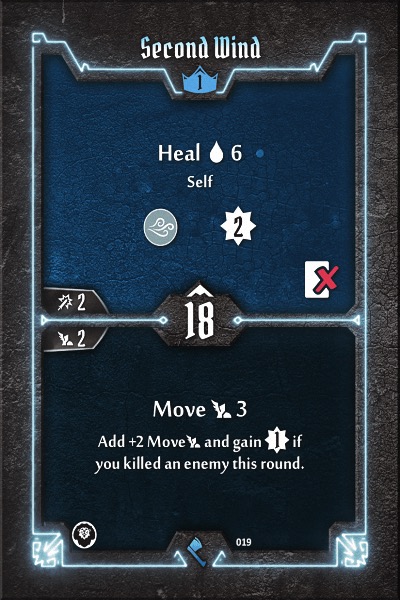 Second Wind
1
Heal 6
Self
2
2
18
2
Move 3
Add +2 Move and gain 1 if
you killed an enemy this round.
019